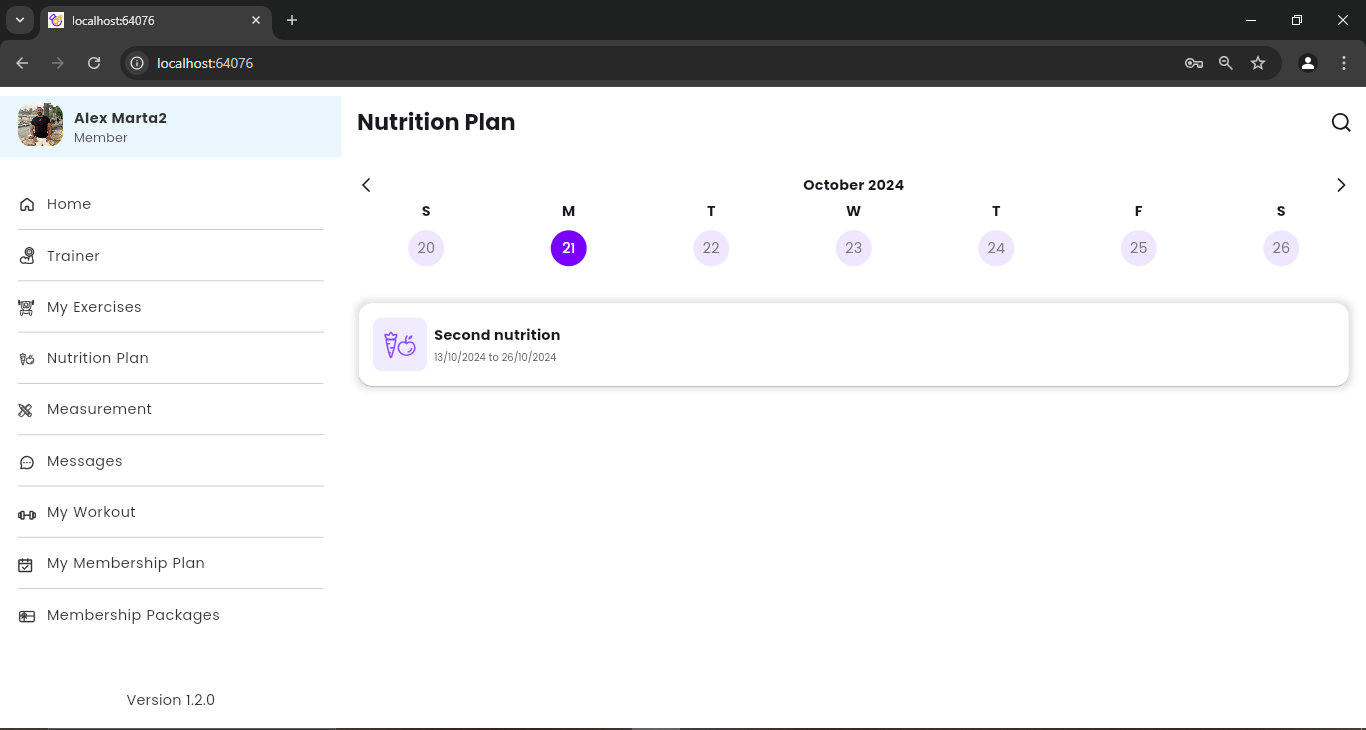 localhost:64076
localhost:64076
Alex Marta2
Member
Home
Trainer
My Exercises
Nutrition Plan
Measurement
Messages
My Workout
My Membership Plan
Membership Packages
Version 1.2.0
Nutrition Plan
October 2024
S M T W T F S
20 21 22 23 24 25 26
Second nutrition
13/10/2024 to 26/10/2024